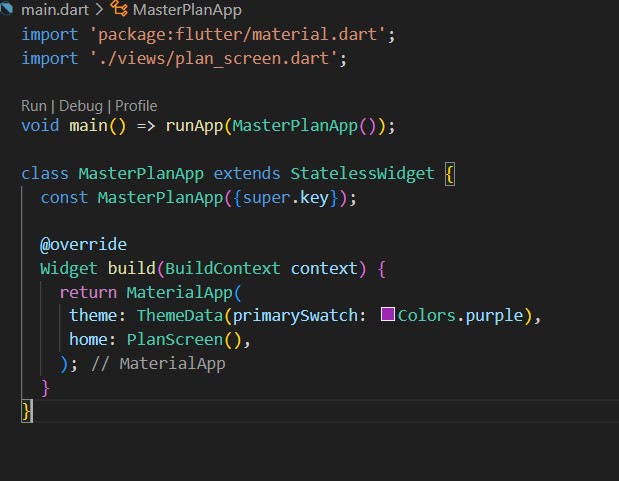 main.dart > MasterPlanApp
import 'package:flutter/material.dart';
import './views/plan_screen.dart';
Run | Debug | Profile
void main() => runApp(MasterPlanApp());
class MasterPlanApp extends StatelessWidget {
const MasterPlanApp({super.key});
@override
Widget build(BuildContext context) {
return MaterialApp(
theme: ThemeData(primarySwatch: Colors.purple),
home: PlanScreen(),
); // MaterialApp
}
}